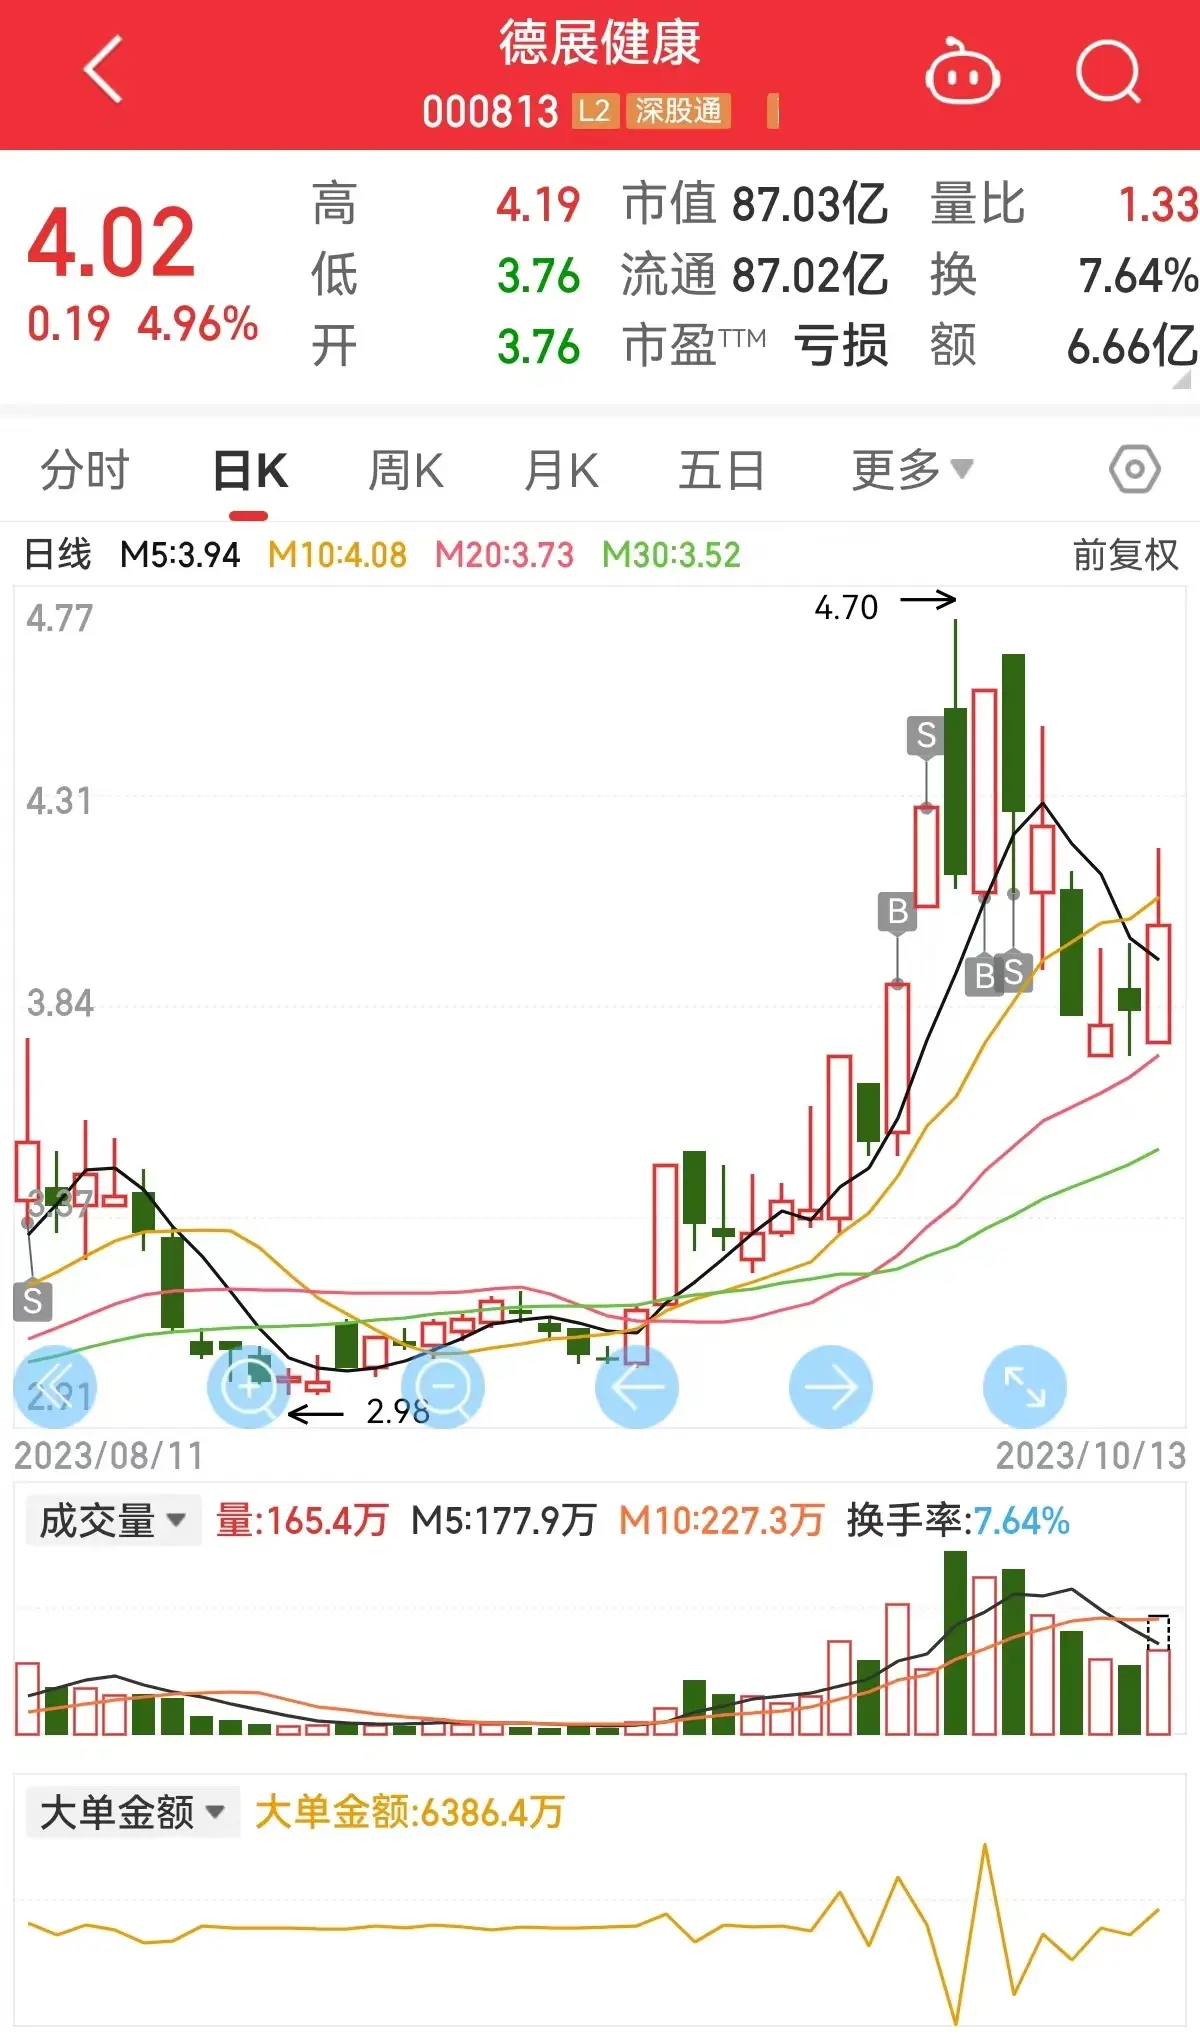 德展健康
000813 L2 深股通
4.02
0.19 4.96%
高 4.19 市值 87.03亿 量比 1.33
低 3.76 流通 87.02亿 换 7.64%
开 3.76 市盈TTM 亏损 额 6.66亿
分时 日K 周K 月K 五日 更多
日线 M5:3.94 M10:4.08 M20:3.73 M30:3.52 前复权
4.77
4.70
S
4.31
B
B S
3.84
3.37
S
2.91
2.98
2023/08/11 2023/10/13
成交量 量:165.4万 M5:177.9万 M10:227.3万 换手率:7.64%
大单金额 大单金额:6386.4万